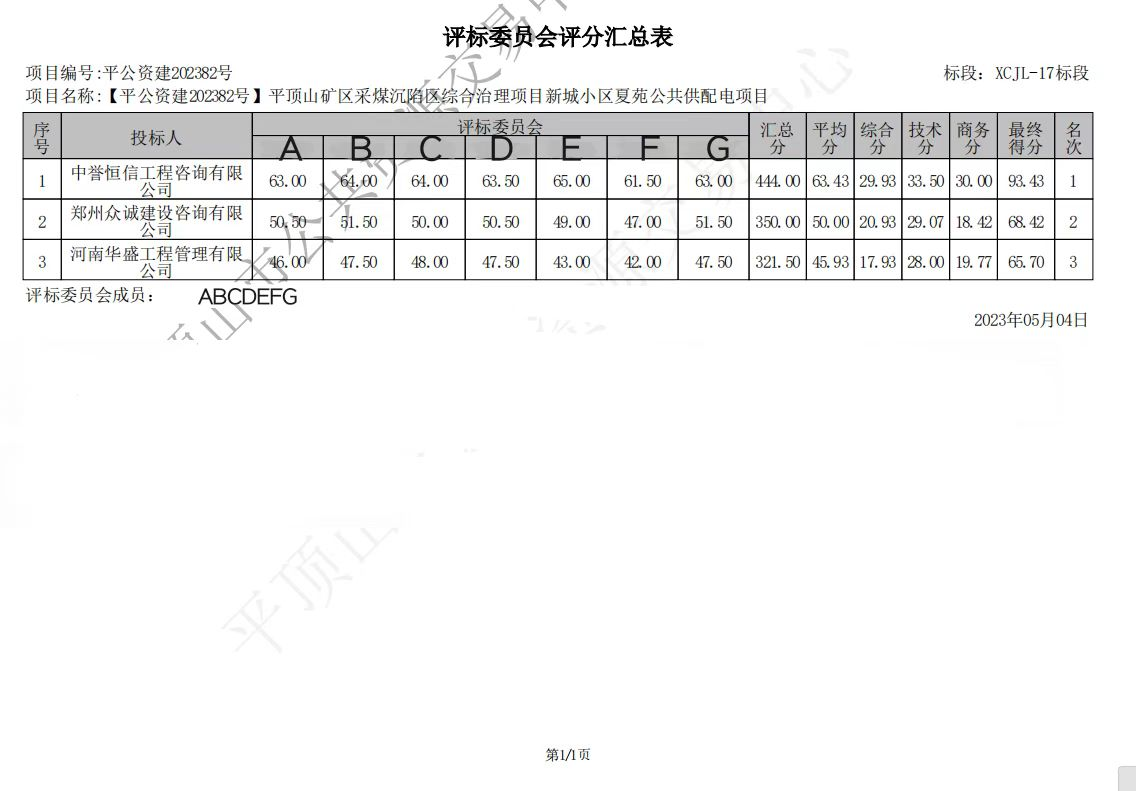 评标委员会评分汇总表
项目编号:平公资建202382号 标段：XCJL-17标段
项目名称:【平公资建202382号】平顶山矿区采煤沉陷区综合治理项目新城小区夏苑公共供配电项目
序号 投标人 评标委员会 汇总分 平均分 综合分 技术分 商务分 最终得分 名次
A B C D E F G
1 中誉恒信工程咨询有限公司 63.00 64.00 64.00 63.50 65.00 61.50 63.00 444.00 63.43 29.93 33.50 30.00 93.43 1
2 郑州众诚建设咨询有限公司 50.50 51.50 50.00 50.50 49.00 47.00 51.50 350.00 50.00 20.93 29.07 18.42 68.42 2
3 河南华盛工程管理有限公司 46.00 47.50 48.00 47.50 43.00 42.00 47.50 321.50 45.93 17.93 28.00 19.77 65.70 3
评标委员会成员： ABCDEFG
2023年05月04日
平顶山
第1/1页